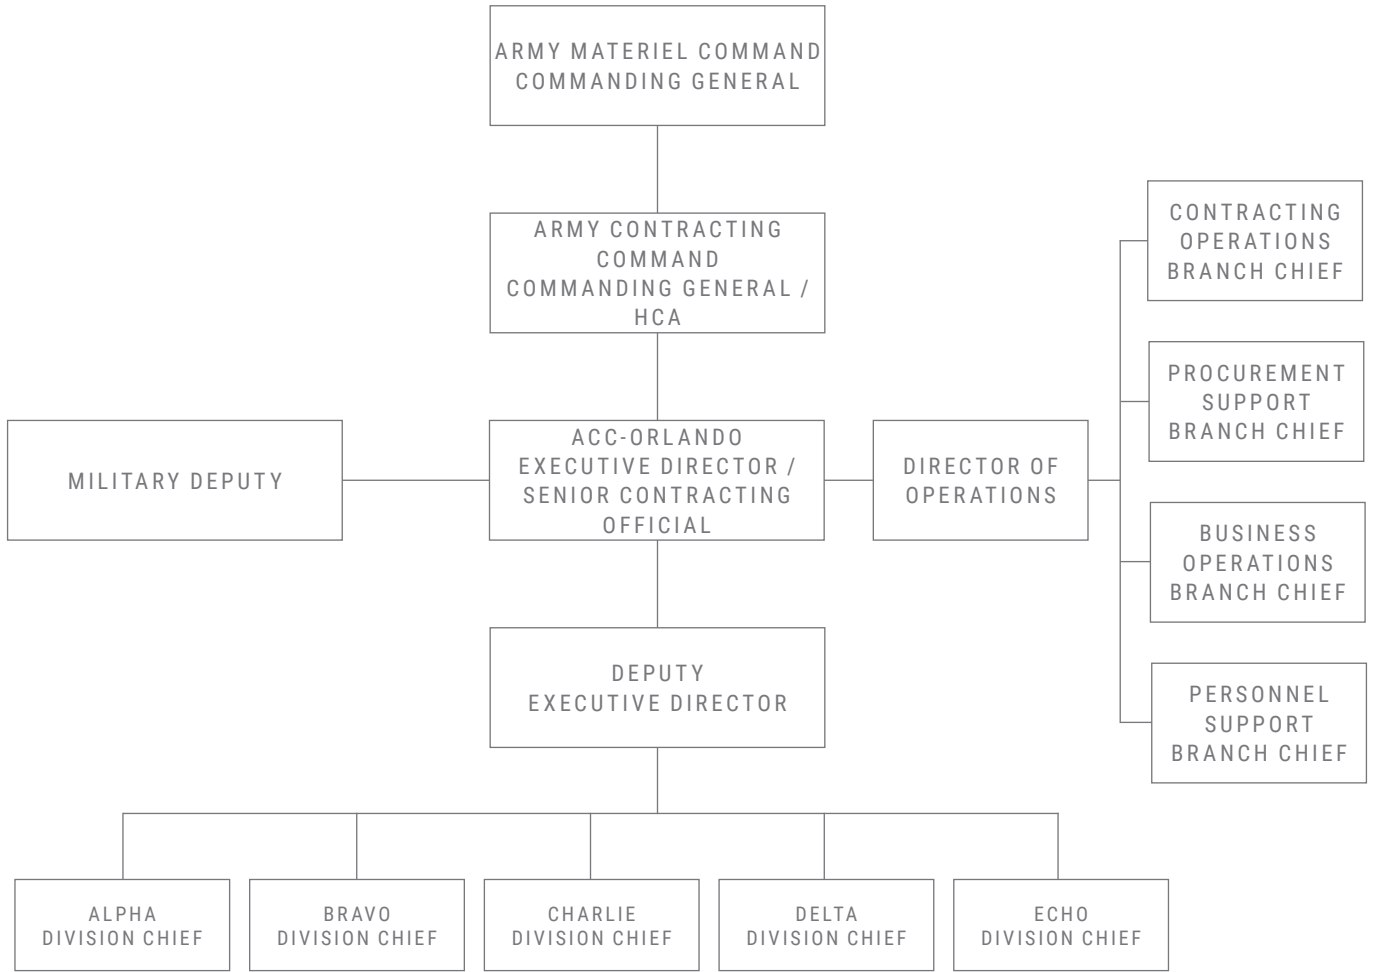 ARMY MATERIEL COMMAND
COMMANDING GENERAL
ARMY CONTRACTING
COMMAND
COMMANDING GENERAL /
HCA
MILITARY DEPUTY
ACC-ORLANDO
EXECUTIVE DIRECTOR /
SENIOR CONTRACTING
OFFICIAL
DIRECTOR OF
OPERATIONS
CONTRACTING
OPERATIONS
BRANCH CHIEF
PROCUREMENT
SUPPORT
BRANCH CHIEF
BUSINESS
OPERATIONS
BRANCH CHIEF
PERSONNEL
SUPPORT
BRANCH CHIEF
DEPUTY
EXECUTIVE DIRECTOR
ALPHA
DIVISION CHIEF
BRAVO
DIVISION CHIEF
CHARLIE
DIVISION CHIEF
DELTA
DIVISION CHIEF
ECHO
DIVISION CHIEF